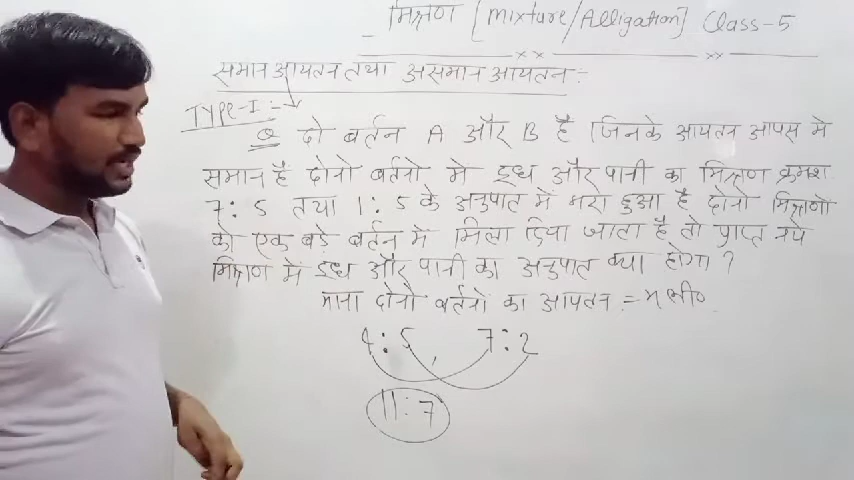 मिश्रण [Mixture/Alligation] Class-5
समान आयतन तथा असमान आयतन :-
TYPE-I :-
Q दो बर्तन A और B है जिनके आयतन आपस मे
समान है दोनो बर्तनो मे दूध और पानी का मिश्रण क्रमश
7:5 तथा 1:5 के अनुपात में भरा हुआ है दोनो मिश्रणो
को एक बड़े बर्तन में मिला दिया जाता है तो प्राप्त नये
मिश्रण में दूध और पानी का अनुपात क्या होगा ?
माना दोनो बर्तनो का आयतन :- x ली०
4:5, 7:2
11:7